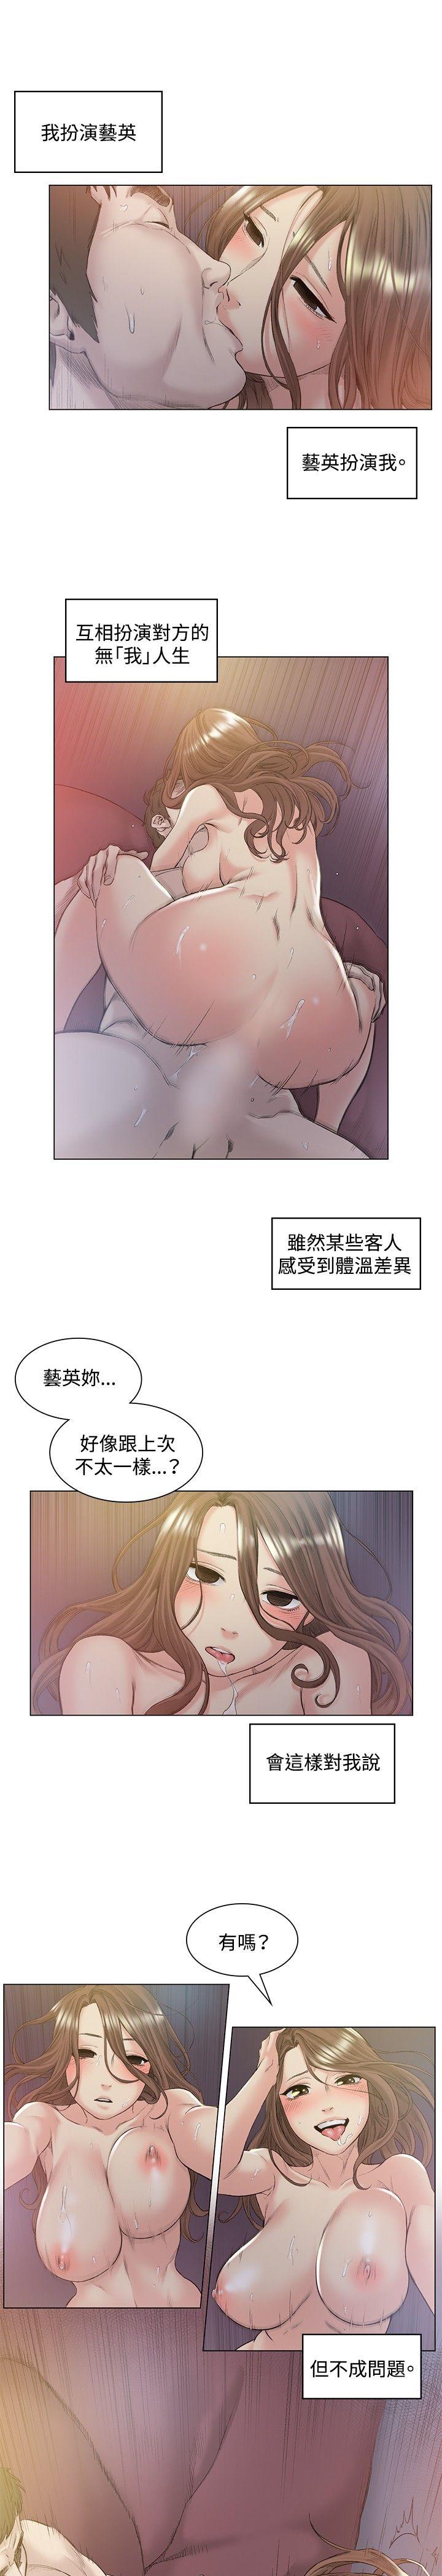 我扮演藝英
藝英扮演我。
互相扮演對方的
無「我」人生
雖然某些客人
感受到體溫差異
藝英妳…
好像跟上次
不太一樣…？
會這樣對我說
有嗎？
但不成問題。